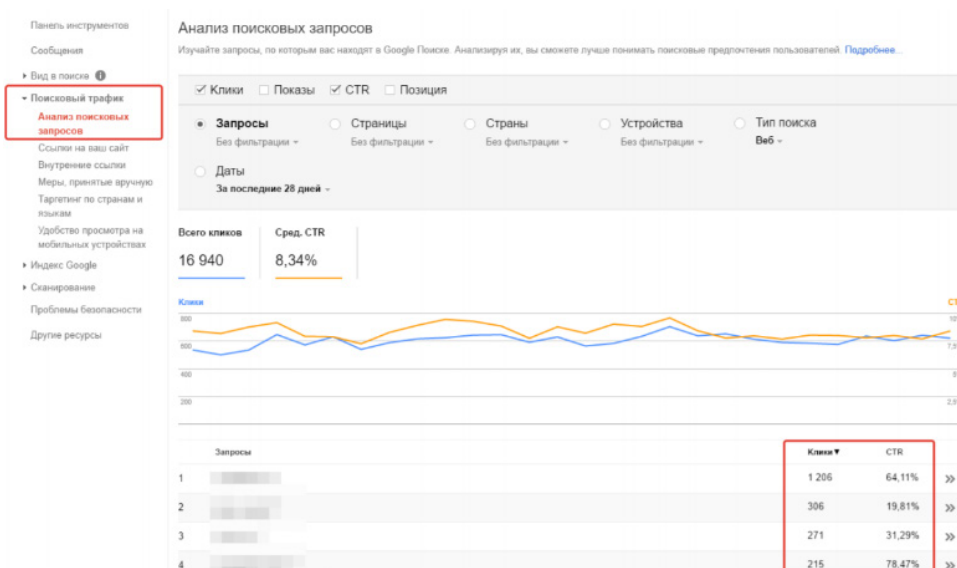 Панель инструментов
Сообщения
Вид в поиске
Поисковый трафик
Анализ поисковых
запросов
Ссылки на ваш сайт
Внутренние ссылки
Меры, принятые вручную
Таргетинг по странам и
языкам
Удобство просмотра на
мобильных устройствах
Индекс Google
Сканирование
Проблемы безопасности
Другие ресурсы
Анализ поисковых запросов
Изучайте запросы, по которым вас находят в Google Поиске. Анализируя их, вы сможете лучше понимать поисковые предпочтения пользователей. Подробнее...
Клики Показы CTR Позиция
Запросы Страницы Страны Устройства Тип поиска
Без фильтрации Без фильтрации Без фильтрации Без фильтрации Веб
Даты
За последние 28 дней
Всего кликов Сред. CTR
16 940 8,34%
Клики
800
600
400
200
Запросы Клики▼ CTR
1 1 206 64,11% »
2 306 19,81% »
3 271 31,29% »
4 215 78,47% »